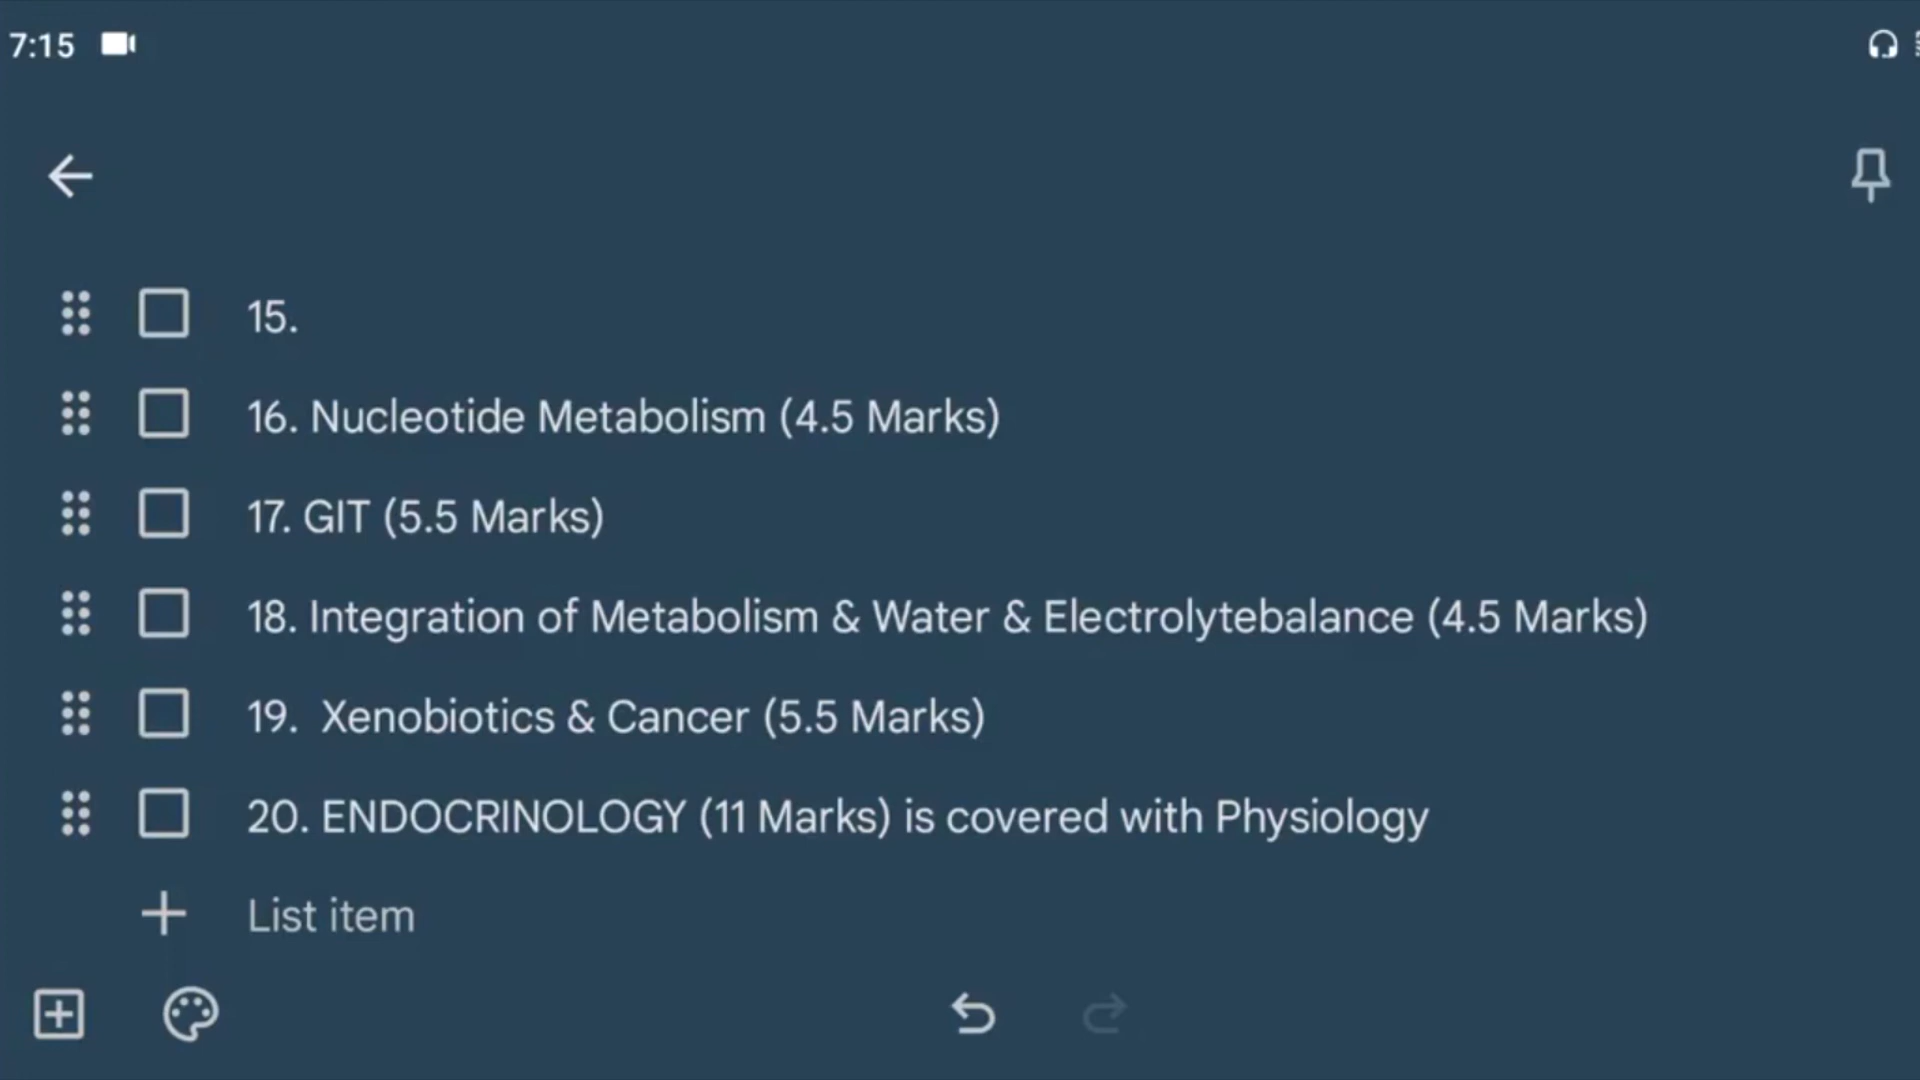 7:15
15.
16. Nucleotide Metabolism (4.5 Marks)
17. GIT (5.5 Marks)
18. Integration of Metabolism & Water & Electrolytebalance (4.5 Marks)
19.  Xenobiotics & Cancer (5.5 Marks)
20. ENDOCRINOLOGY (11 Marks) is covered with Physiology
List item